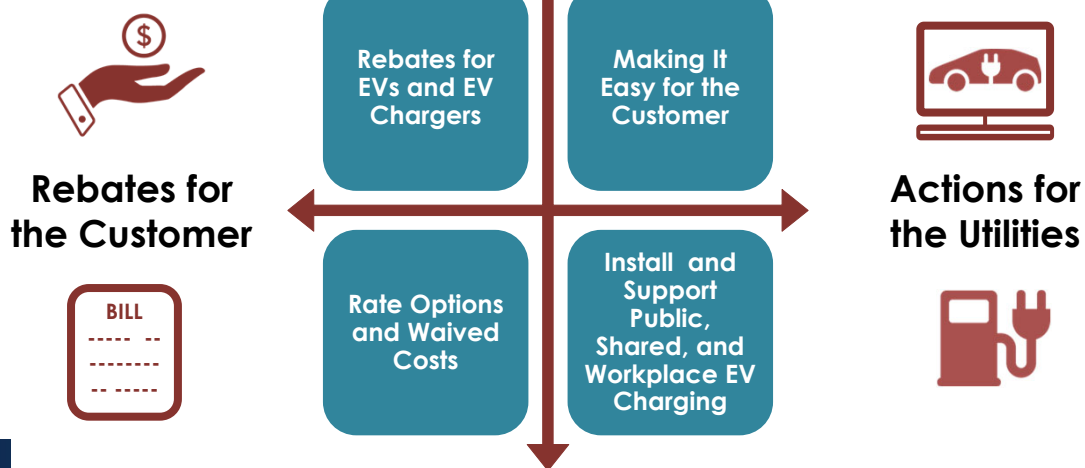 $
Rebates for
the Customer
BILL
Rebates for
EVs and EV
Chargers
Making It
Easy for the
Customer
Rate Options
and Waived
Costs
Install and
Support
Public,
Shared, and
Workplace EV
Charging
Actions for
the Utilities